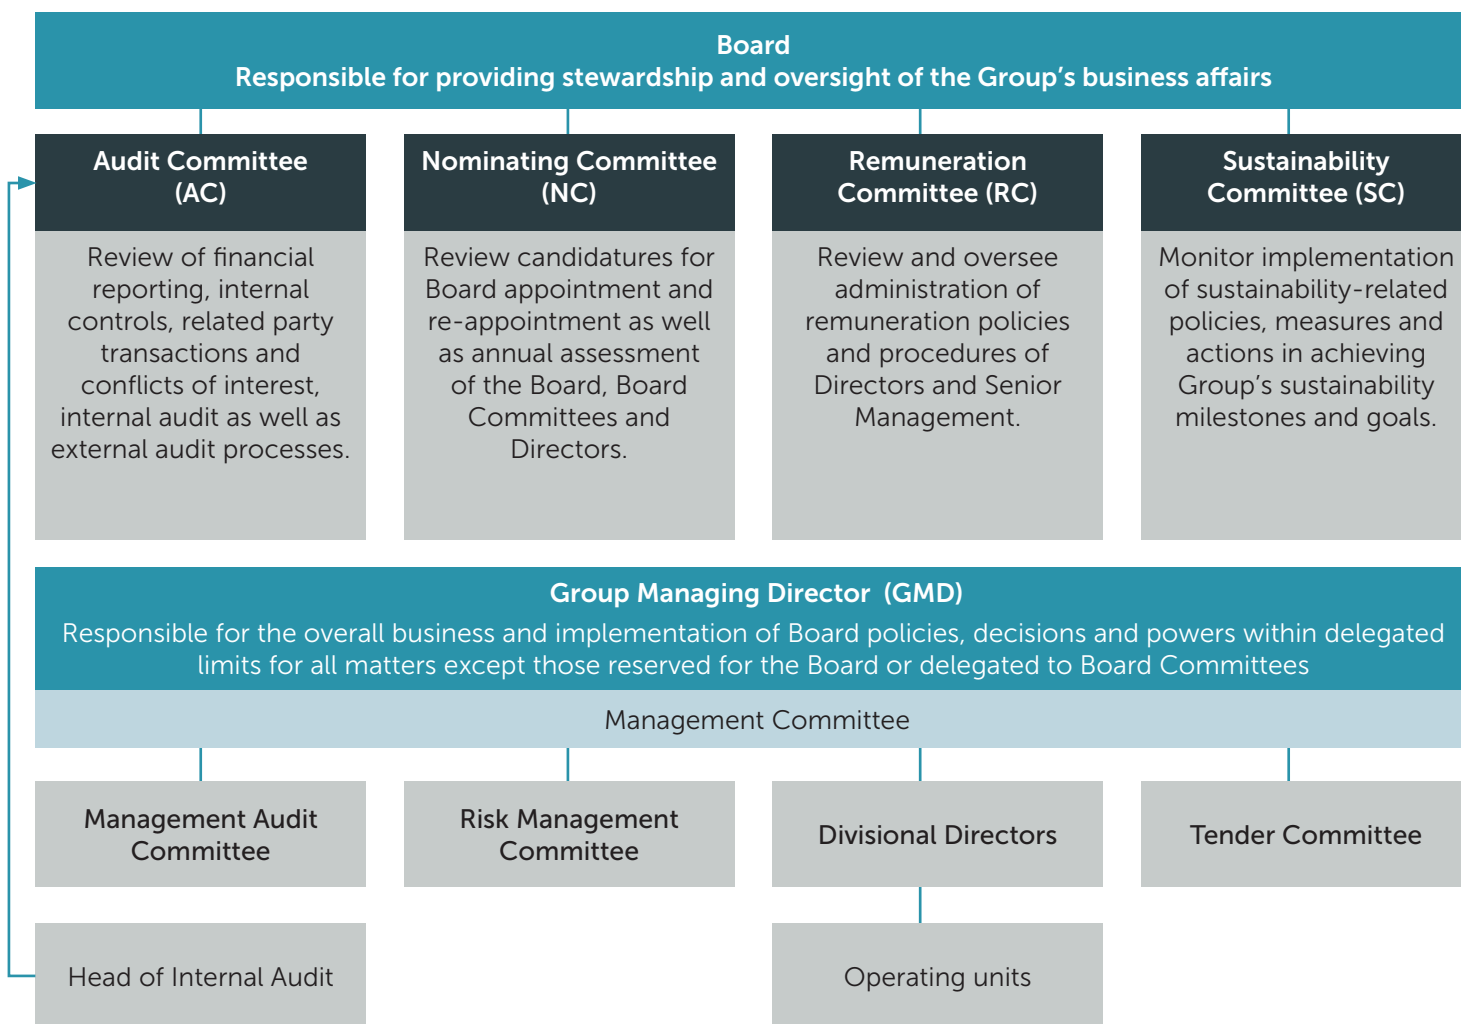 Board
Responsible for providing stewardship and oversight of the Group's business affairs
Audit Committee
(AC)
Review of financial
reporting, internal
controls, related party
transactions and
conflicts of interest,
internal audit as well as
external audit processes.
Nominating Committee
(NC)
Review candidatures for
Board appointment and
re-appointment as well
as annual assessment
of the Board, Board
Committees and
Directors.
Remuneration
Committee (RC)
Review and oversee
administration of
remuneration policies
and procedures of
Directors and Senior
Management.
Sustainability
Committee (SC)
Monitor implementation
of sustainability-related
policies, measures and
actions in achieving
Group's sustainability
milestones and goals.
Group Managing Director (GMD)
Responsible for the overall business and implementation of Board policies, decisions and powers within delegated
limits for all matters except those reserved for the Board or delegated to Board Committees
Management Committee
Management Audit
Committee
Risk Management
Committee
Divisional Directors
Tender Committee
Head of Internal Audit
Operating units